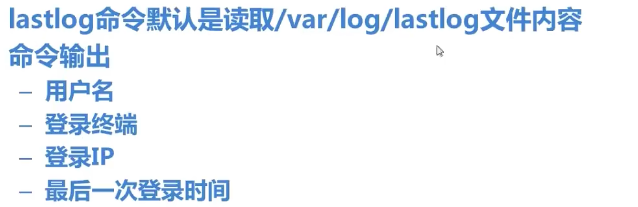 lastlog命令默认是读取/var/log/lastlog文件内容
命令输出
– 用户名
– 登录终端
– 登录IP
– 最后一次登录时间